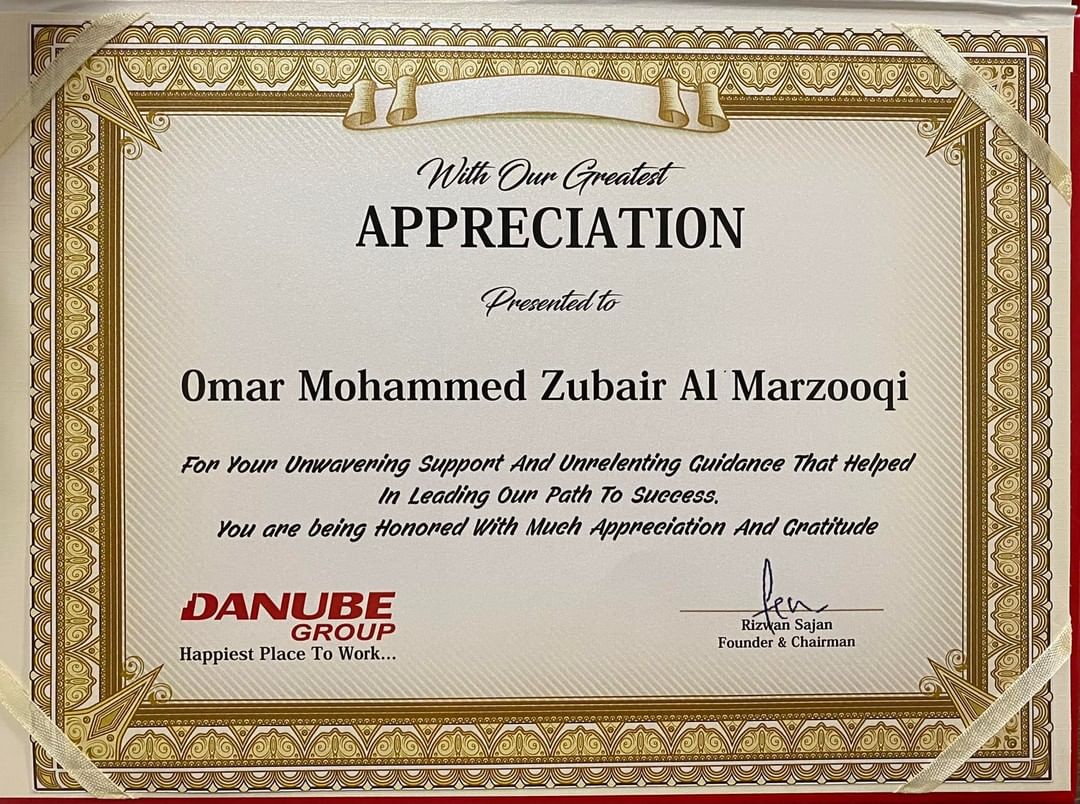 With Our Greatest
APPRECIATION
Presented to
Omar Mohammed Zubair Al Marzooqi
For Your Unwavering Support And Unrelenting Guidance That Helped
In Leading Our Path To Success.
You are being Honored With Much Appreciation And Gratitude
DANUBE
GROUP
Happiest Place To Work...
Rizwan Sajan
Founder & Chairman